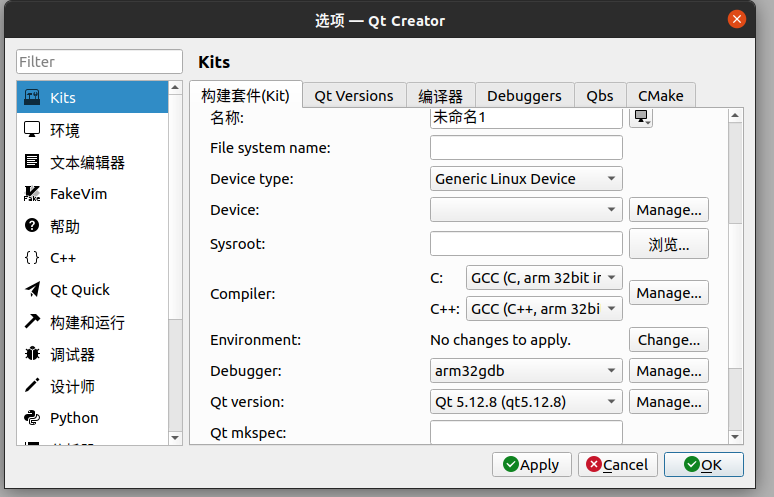 选项 — Qt Creator
Filter
Kits
Kits
环境
文本编辑器
FakeVim
帮助
C++
Qt Quick
构建和运行
调试器
设计师
Python
构建套件(Kit) Qt Versions 编译器 Debuggers Qbs CMake
名称: 未命名1
File system name:
Device type: Generic Linux Device
Device: Manage...
Sysroot: 浏览...
Compiler: C: GCC (C, arm 32bit ir Manage...
C++: GCC (C++, arm 32bi
Environment: No changes to apply. Change...
Debugger: arm32gdb Manage...
Qt version: Qt 5.12.8 (qt5.12.8) Manage...
Qt mkspec:
Apply Cancel OK